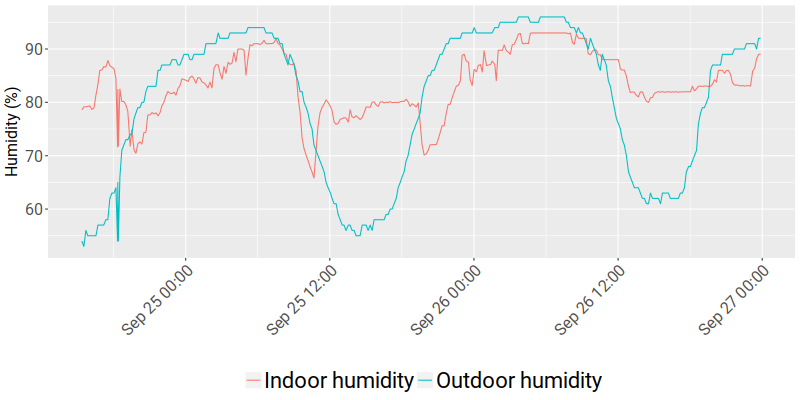 Humidity (%)
90
80
70
60
Sep 25 00:00
Sep 25 12:00
Sep 26 00:00
Sep 26 12:00
Sep 27 00:00
Indoor humidity Outdoor humidity